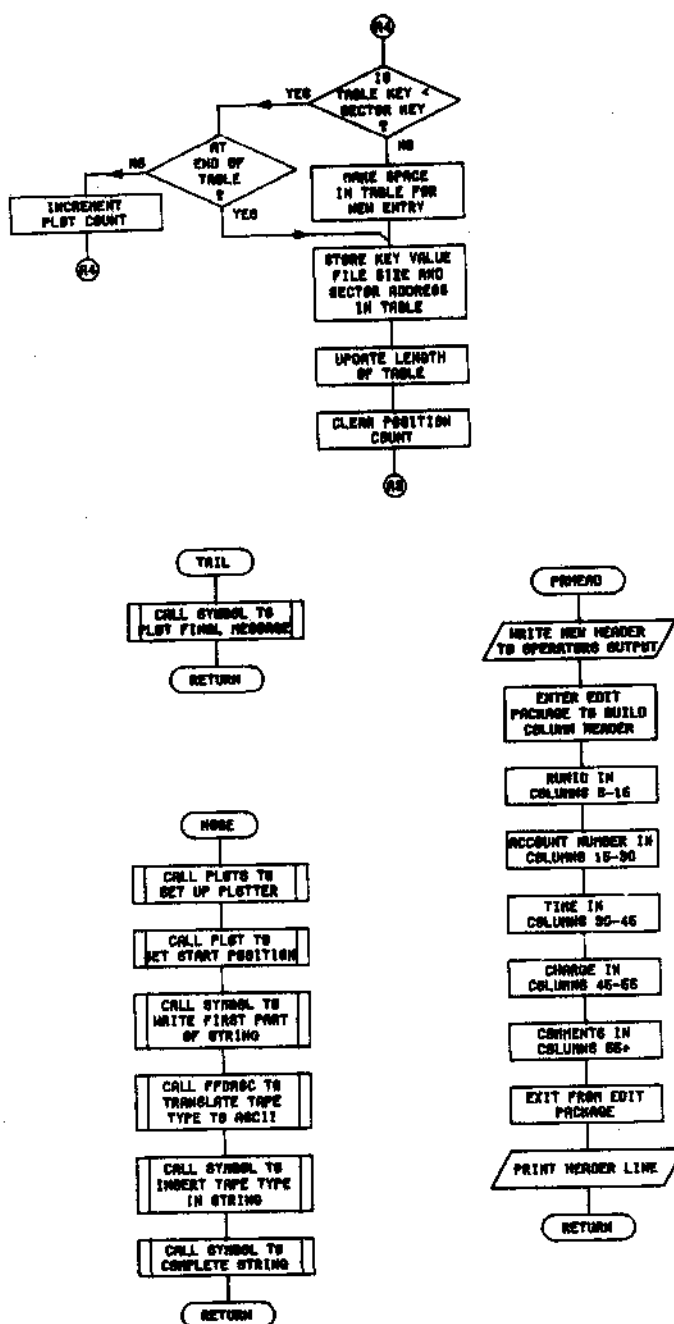 A4
IS
TABLE KEY <
SECTOR KEY
?
YES
NO
AT
END OF
TABLE
?
NO
YES
INCREMENT
PLOT COUNT
A4
MAKE SPACE
IN TABLE FOR
NEW ENTRY
STORE KEY VALUE
FILE SIZE AND
SECTOR ADDRESS
IN TABLE
UPDATE LENGTH
OF TABLE
CLEAR POSITION
COUNT
TAIL
CALL SYMBOL TO
PLOT FINAL MESSAGE
RETURN
NOSE
CALL PLOTS TO
SET UP PLOTTER
CALL PLOT TO
SET START POSITION
CALL SYMBOL TO
WRITE FIRST PART
OF STRING
CALL FFDASC TO
TRANSLATE TAPE
TYPE TO ASCII
CALL SYMBOL TO
INSERT TAPE TYPE
IN STRING
CALL SYMBOL TO
COMPLETE STRING
RETURN
PRHEAD
WRITE NEW HEADER
TO OPERATORS OUTPUT
ENTER EDIT
PACKAGE TO BUILD
COLUMN HEADER
RUNID IN
COLUMNS
ACCOUNT NUMBER IN
COLUMNS 15-30
TIME IN
COLUMNS 30-45
CHARGE IN
COLUMNS 45-55
COMMENTS IN
COLUMNS 55+
EXIT FROM EDIT
PACKAGE
PRINT HEADER LINE
RETURN